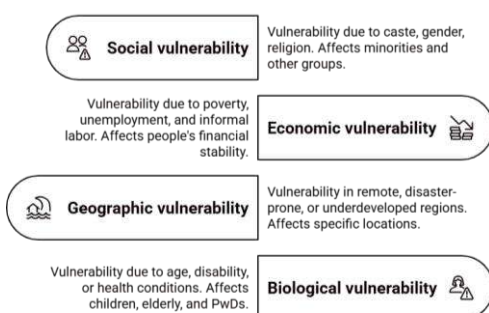 Social vulnerability
Vulnerability due to caste, gender,
religion. Affects minorities and
other groups.
Vulnerability due to poverty,
unemployment, and informal
labor. Affects people's financial
stability.
Economic vulnerability
Geographic vulnerability
Vulnerability in remote, disaster-
prone, or underdeveloped regions.
Affects specific locations.
Vulnerability due to age, disability,
or health conditions. Affects
children, elderly, and PwDs.
Biological vulnerability